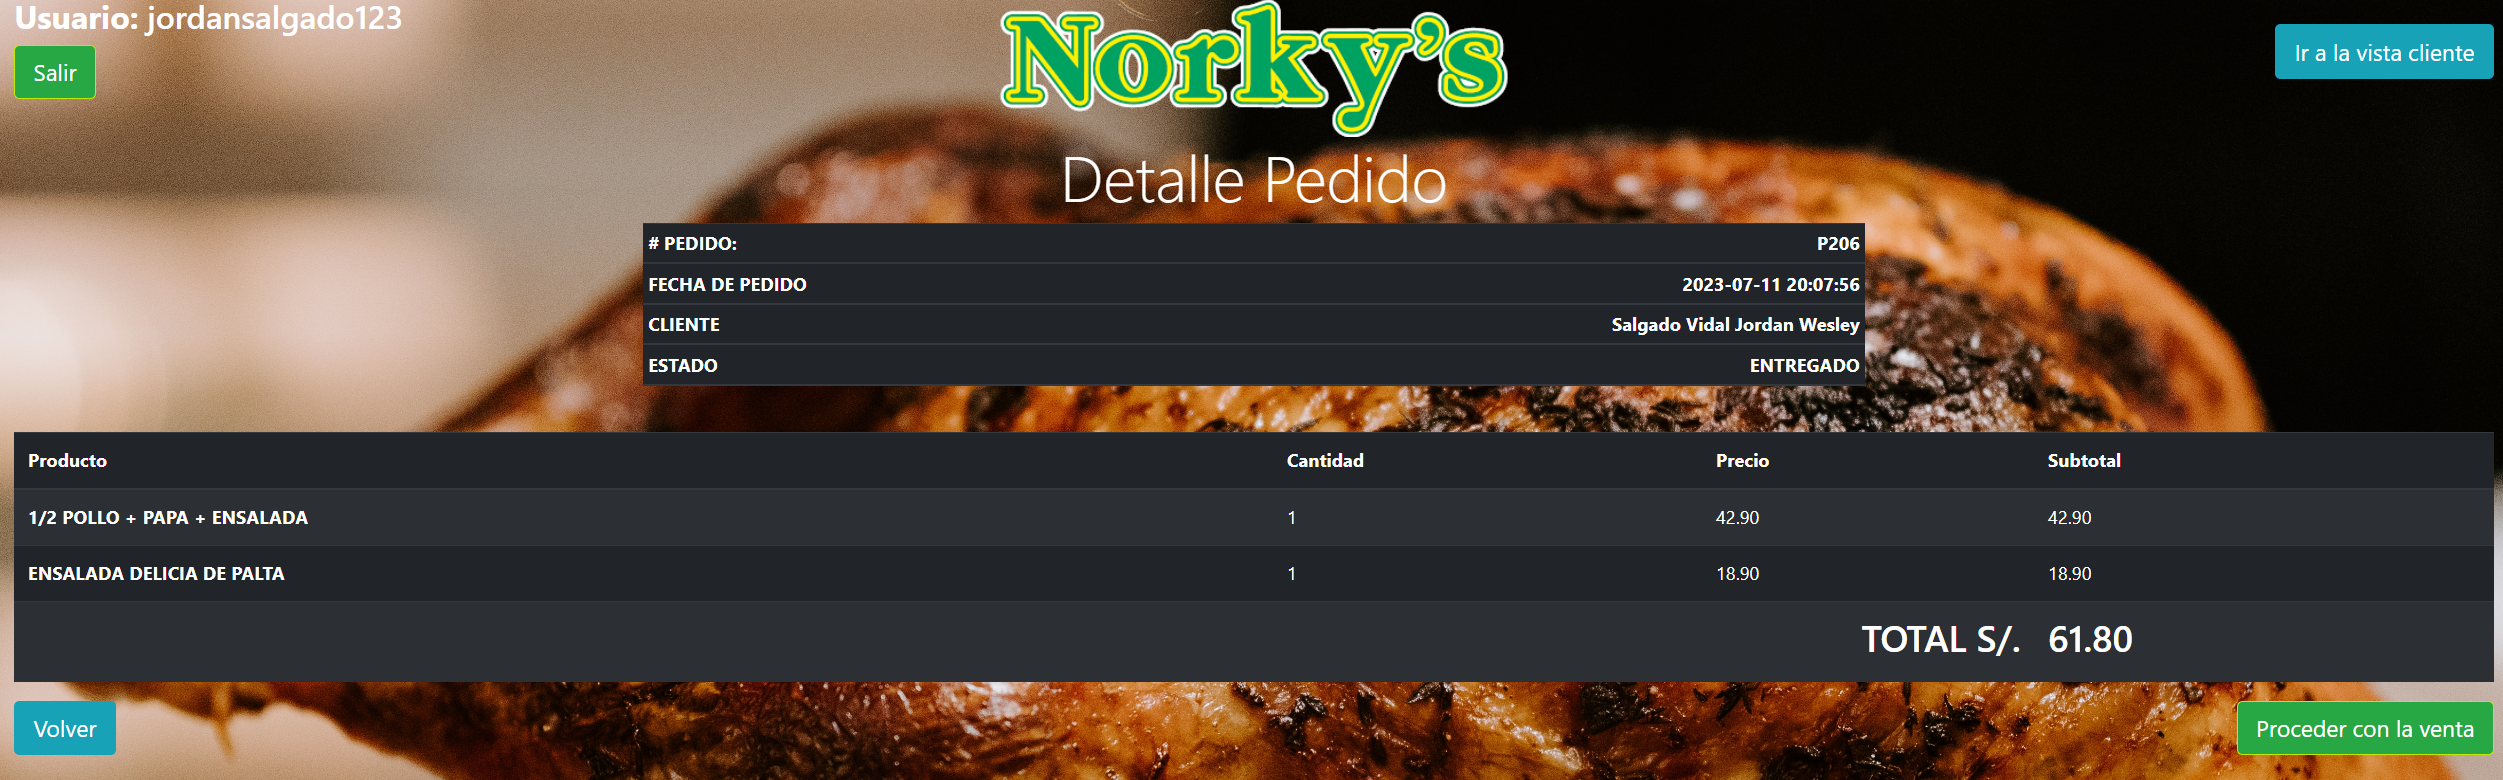 Usuario: jordansalgado123
Salir
Norky's
Ir a la vista cliente
Detalle Pedido
# PEDIDO: P206
FECHA DE PEDIDO 2023-07-11 20:07:56
CLIENTE Salgado Vidal Jordan Wesley
ESTADO ENTREGADO
Producto Cantidad Precio Subtotal
1/2 POLLO + PAPA + ENSALADA 1 42.90 42.90
ENSALADA DELICIA DE PALTA 1 18.90 18.90
TOTAL S/. 61.80
Volver
Proceder con la venta